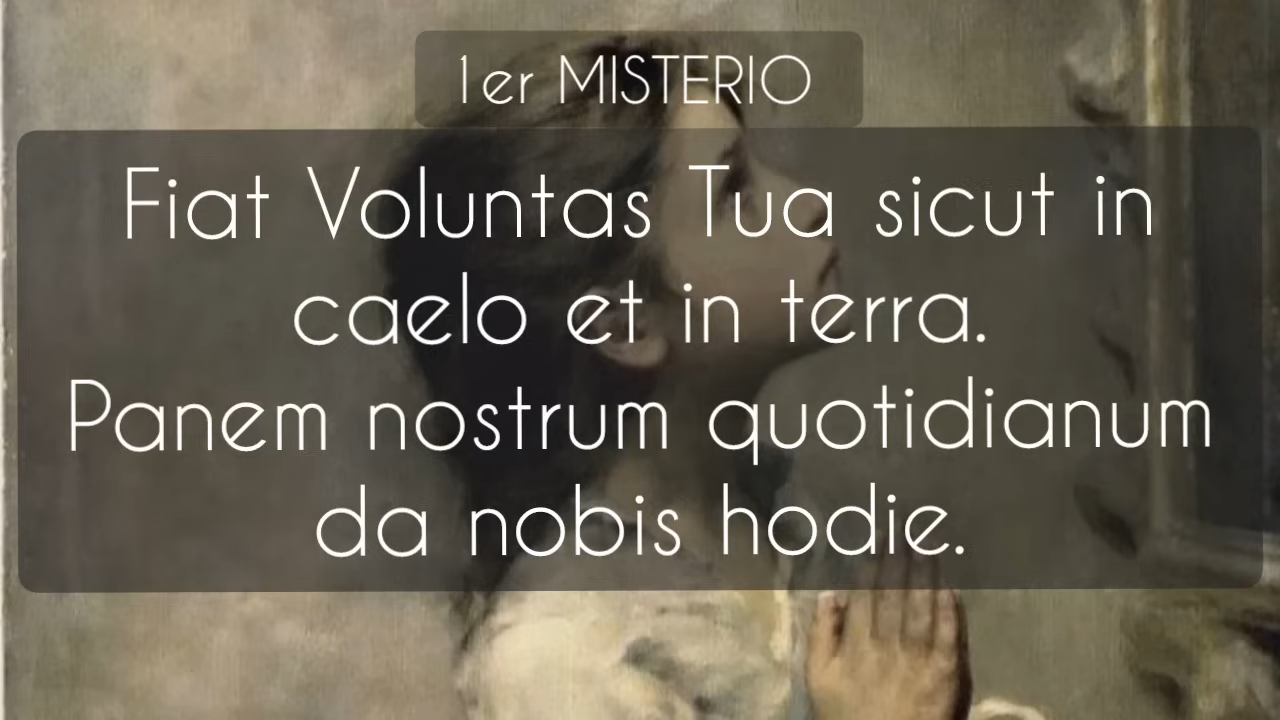 1er MISTERIO
Fiat Voluntas Tua sicut in
caelo et in terra.
Panem nostrum quotidianum
da nobis hodie.